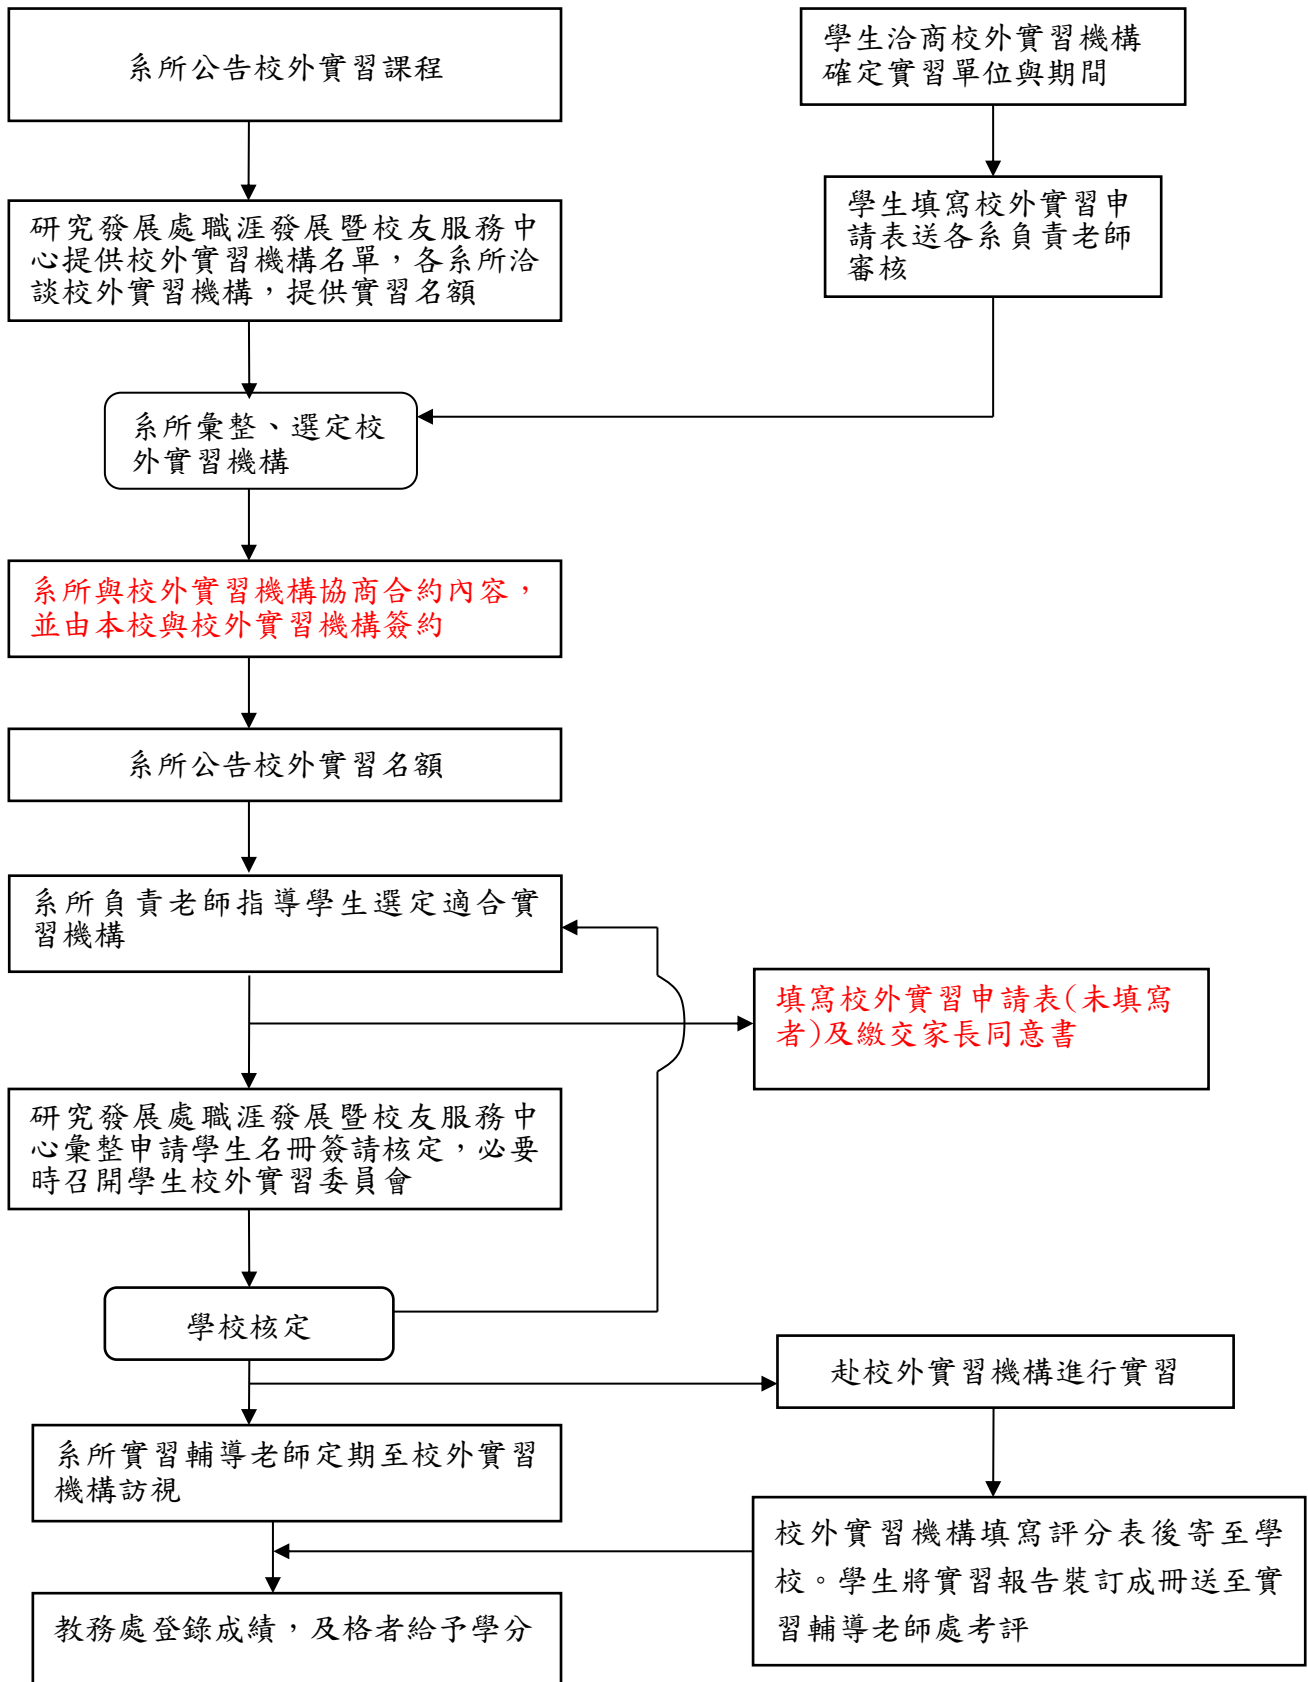 系所公告校外實習課程
學生洽商校外實習機構
確定實習單位與期間
學生填寫校外實習申
請表送各系負責老師
審核
研究發展處職涯發展暨校友服務中
心提供校外實習機構名單，各系所洽
談校外實習機構，提供實習名額
系所彙整、選定校
外實習機構
系所與校外實習機構協商合約內容，
並由本校與校外實習機構簽約
系所公告校外實習名額
系所負責老師指導學生選定適合實
習機構
填寫校外實習申請表(未填寫
者)及繳交家長同意書
研究發展處職涯發展暨校友服務中
心彙整申請學生名冊簽請核定，必要
時召開學生校外實習委員會
學校核定
赴校外實習機構進行實習
系所實習輔導老師定期至校外實習
機構訪視
校外實習機構填寫評分表後寄至學
校。學生將實習報告裝訂成冊送至實
習輔導老師處考評
教務處登錄成績，及格者給予學分